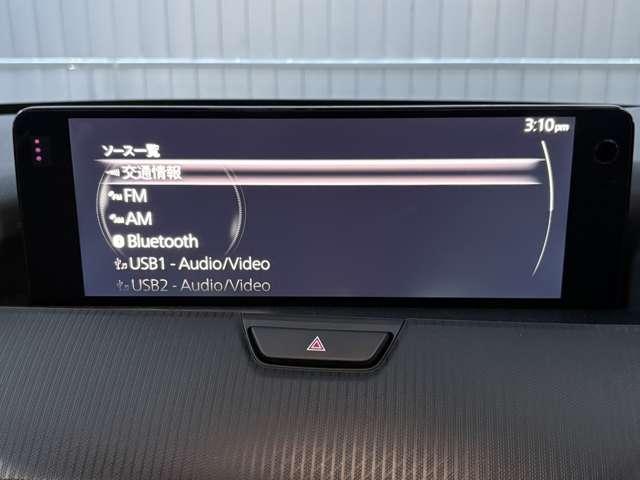 3:10pm
ソース一覧
交通情報
FM
AM
Bluetooth
USB1 - Audio/Video
USB2 - Audio/Video